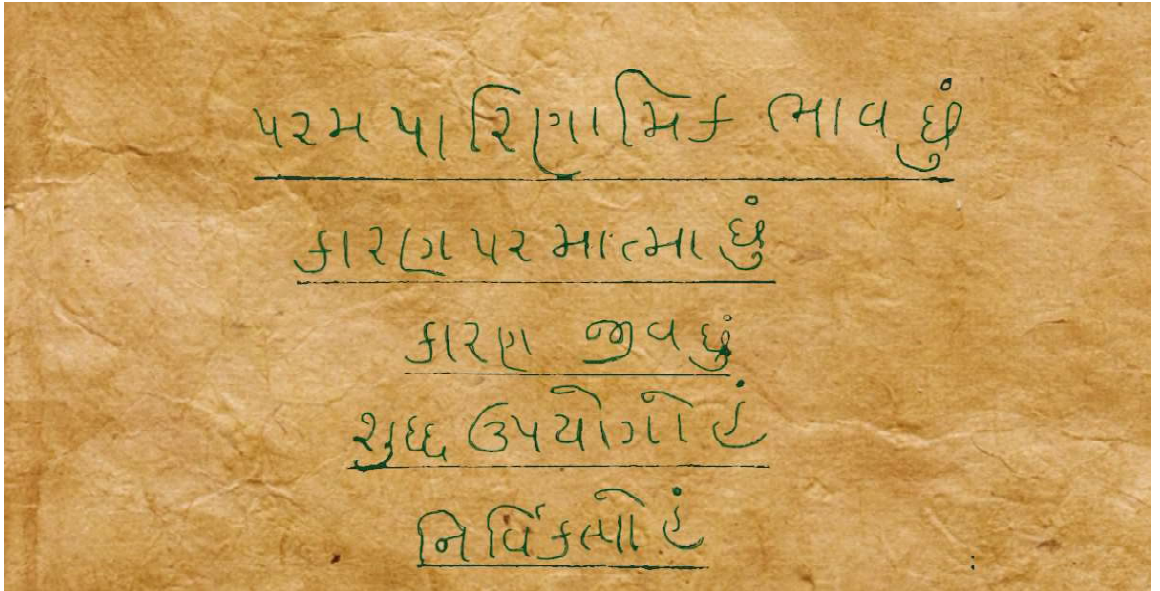 પરમ પારિણામિક ભાવ છું
કારણ પરમાત્મા છું
કારણ જીવ છું
શુદ્ધ ઉપયોગોહં
નિર્વિકલ્પોહં